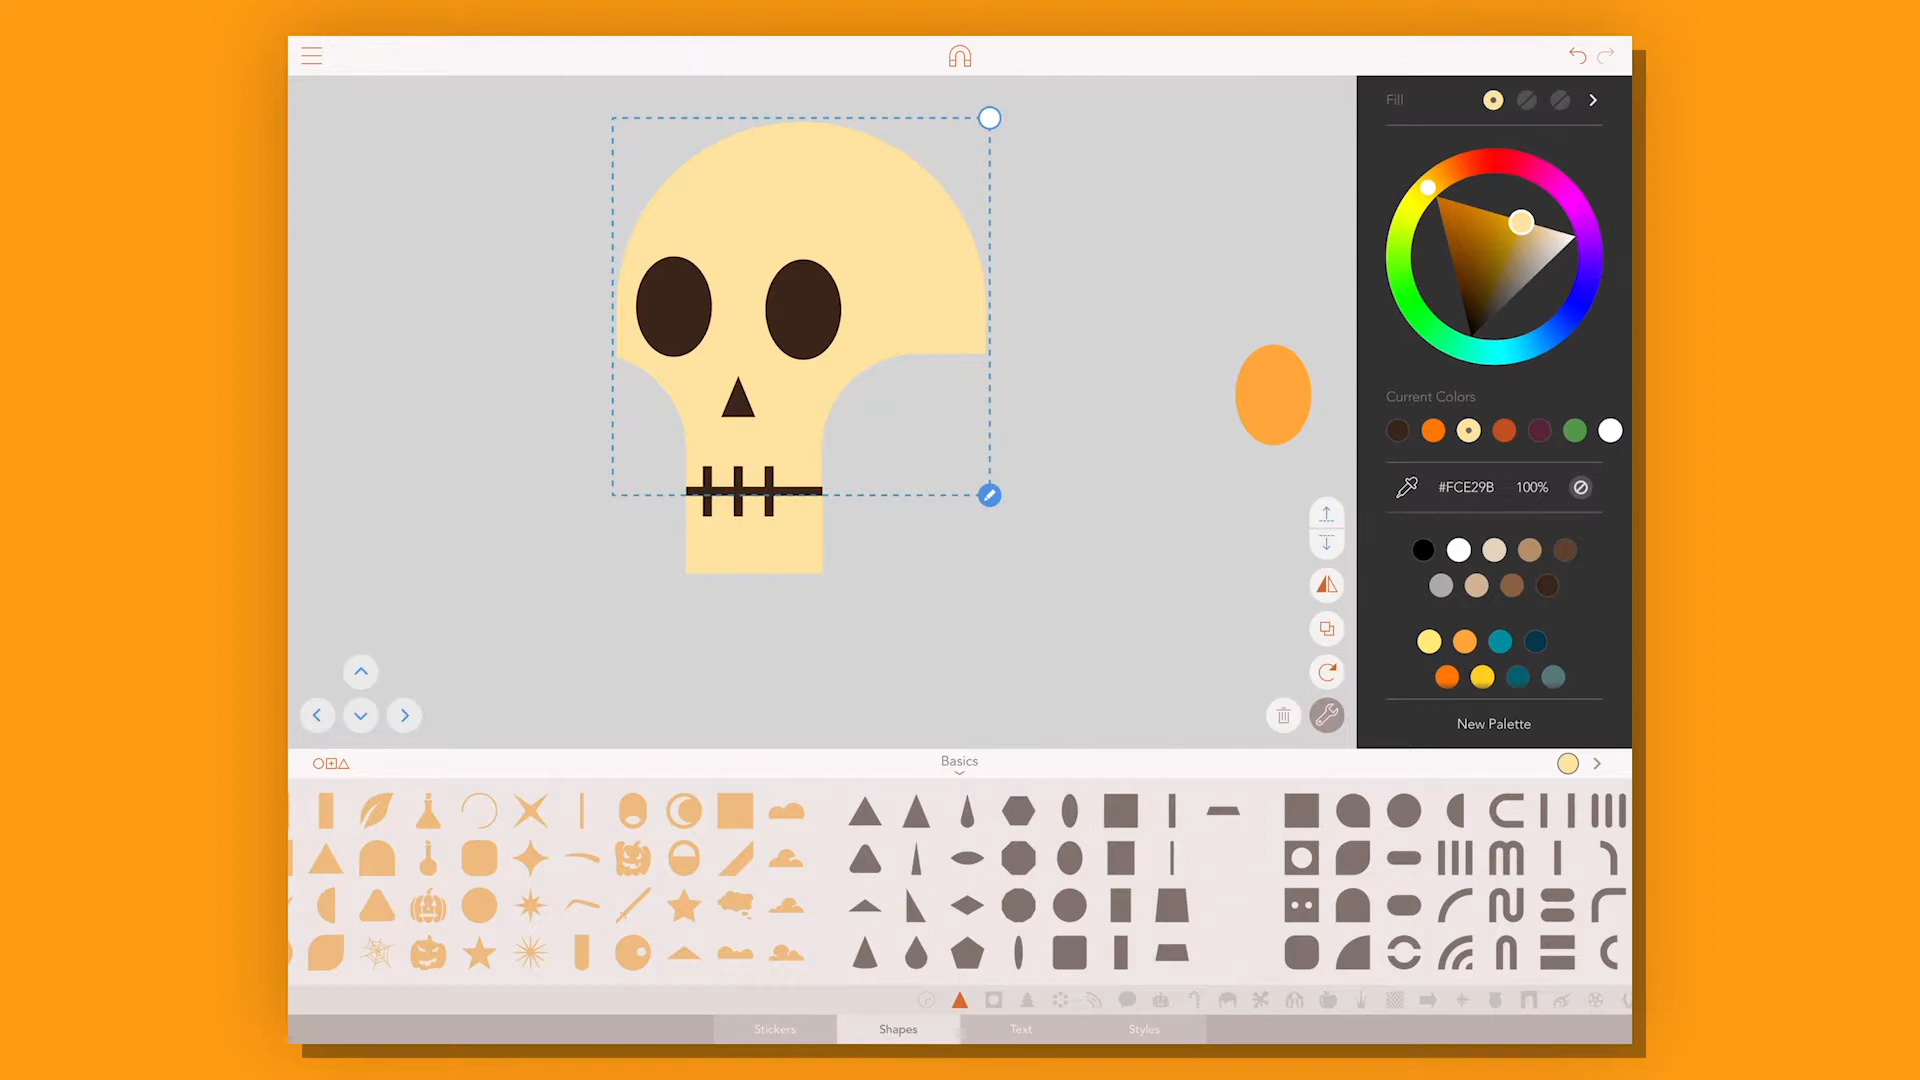 Fill
Current Colors
#FCE29B 100%
New Palette
Basics
Stickers Shapes Text Styles